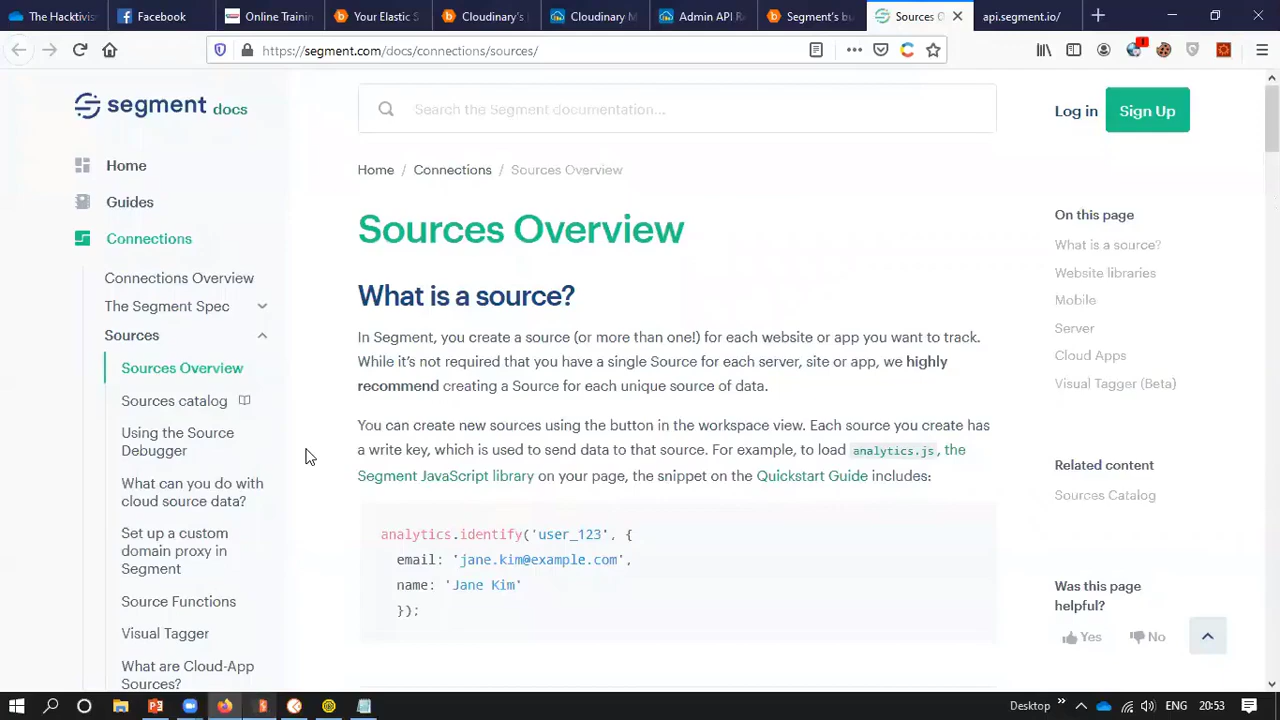 The Hacktivis
Facebook
Online Trainin
Your Elastic S
Cloudinary's
Cloudinary M
Admin API R
Segment's bu
Sources O
api.segment.io/
https://segment.com/docs/connections/sources/
segment docs
Search the Segment documentation...
Log in
Sign Up
Home
Guides
Connections
Connections Overview
The Segment Spec
Sources
Sources Overview
Sources catalog
Using the Source
Debugger
What can you do with
cloud source data?
Set up a custom
domain proxy in
Segment
Source Functions
Visual Tagger
What are Cloud-App
Sources?
Home / Connections / Sources Overview
Sources Overview
What is a source?
In Segment, you create a source (or more than one!) for each website or app you want to track.
While it's not required that you have a single Source for each server, site or app, we highly
recommend creating a Source for each unique source of data.
You can create new sources using the button in the workspace view. Each source you create has
a write key, which is used to send data to that source. For example, to load analytics.js, the
Segment JavaScript library on your page, the snippet on the Quickstart Guide includes:
analytics.identify('user_123', {
email: 'jane.kim@example.com',
name: 'Jane Kim'
});
On this page
What is a source?
Website libraries
Mobile
Server
Cloud Apps
Visual Tagger (Beta)
Related content
Sources Catalog
Was this page
helpful?
Yes No
Desktop
ENG
20:53